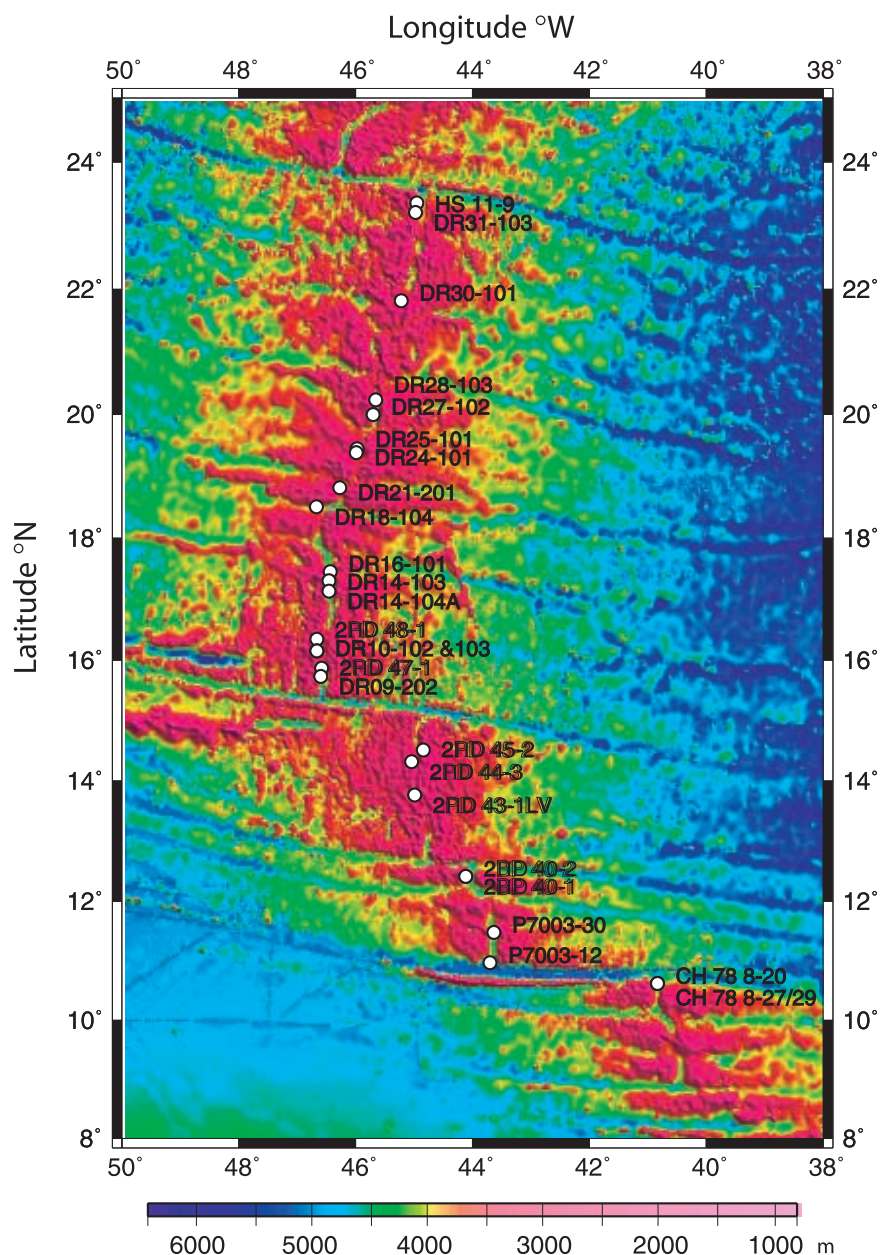 Longitude °W
50° 48° 46° 44° 42° 40° 38°
24° 24°
HS 11-9
DR31-103
22° 22°
DR30-101
DR28-103
20° DR27-102 20°
DR25-101
DR24-101
DR21-201
18° DR18-104 18°
DR16-101
DR14-103
DR14-104A
2RD 48-1
16° DR10-102 &103 16°
2RD 47-1
DR09-202
2RD 45-2
14° 2RD 44-3 14°
2RD 43-1LV
2RD 40-2
12° 2RD 40-1 12°
P7003-30
P7003-12
CH 78 8-20
CH 78 8-27/29
10° 10°
8° 8°
Latitude °N
50° 48° 46° 44° 42° 40° 38°
6000 5000 4000 3000 2000 1000 m